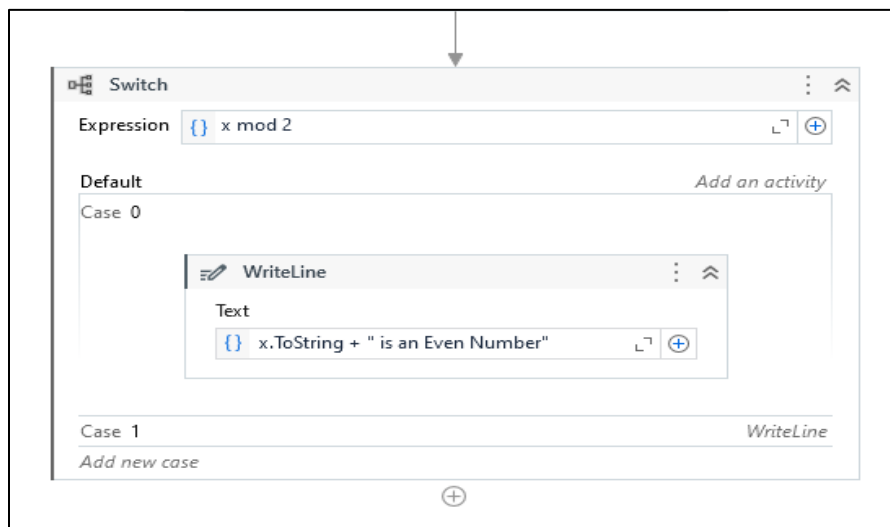 Switch
Expression {} x mod 2
Default Add an activity
Case 0
WriteLine
Text
{} x.ToString + " is an Even Number"
Case 1 WriteLine
Add new case